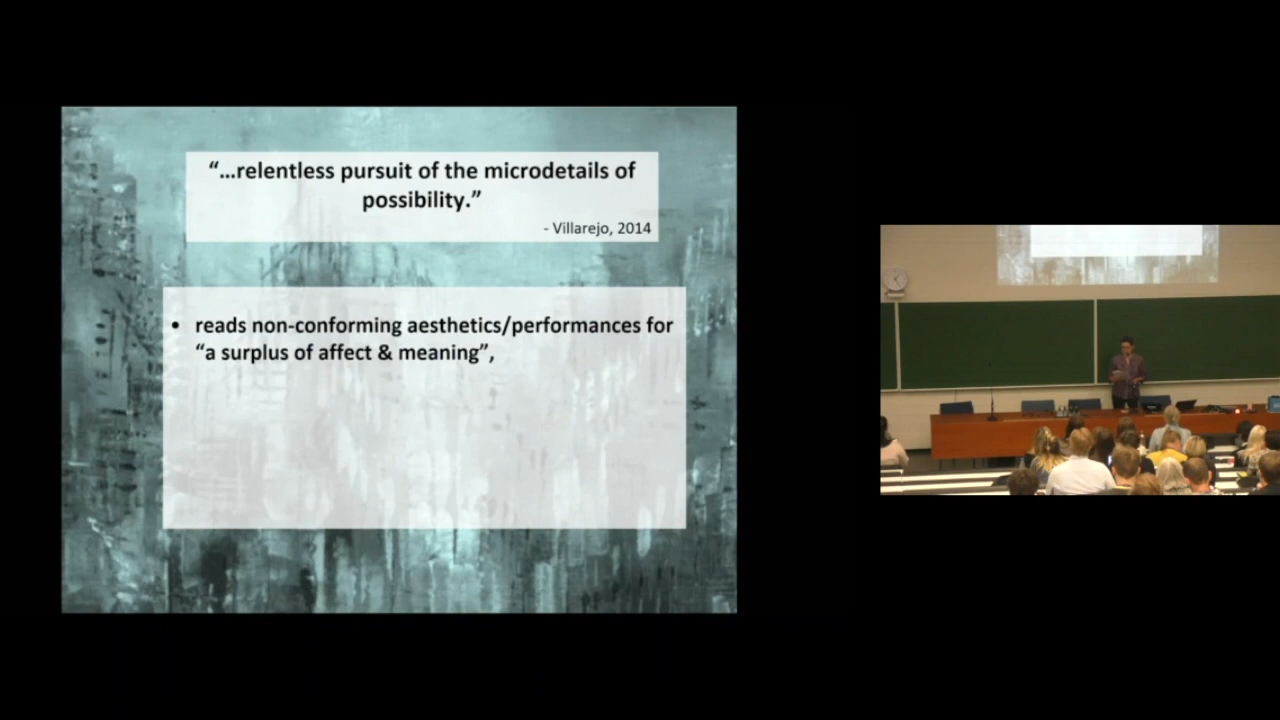 “...relentless pursuit of the microdetails of
possibility.”
- Villarejo, 2014
• reads non-conforming aesthetics/performances for
“a surplus of affect & meaning”,